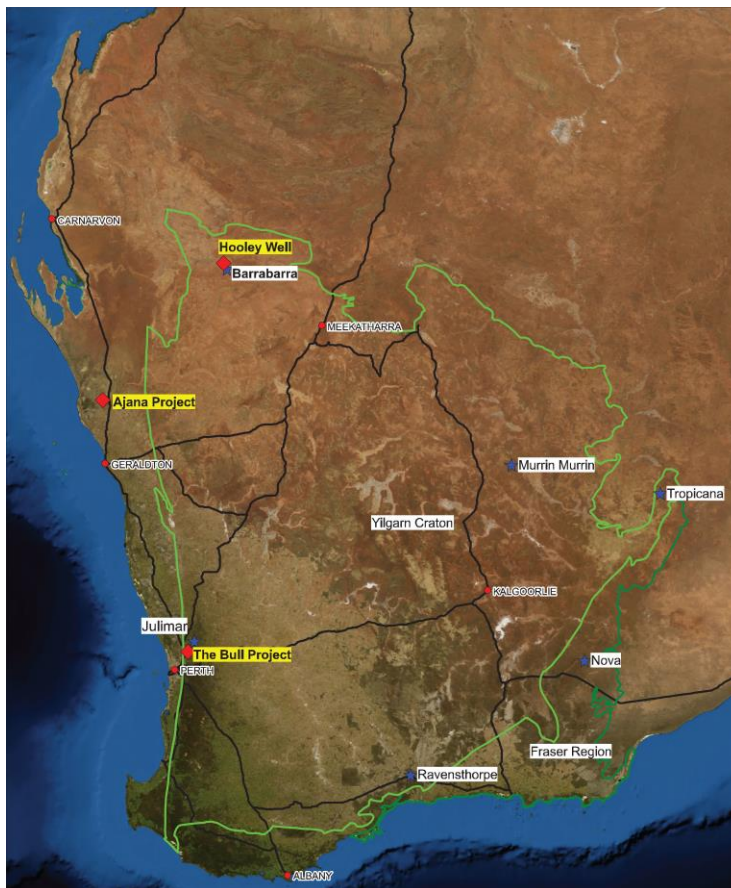 CARNARVON
Hooley Well
Barrabarra
MEEKATHARRA
Ajana Project
GERALDTON
Murrin Murrin
Tropicana
Yilgarn Craton
KALGOORLIE
Julimar
The Bull Project
Nova
PERTH
Fraser Region
Ravensthorpe
ALBANY